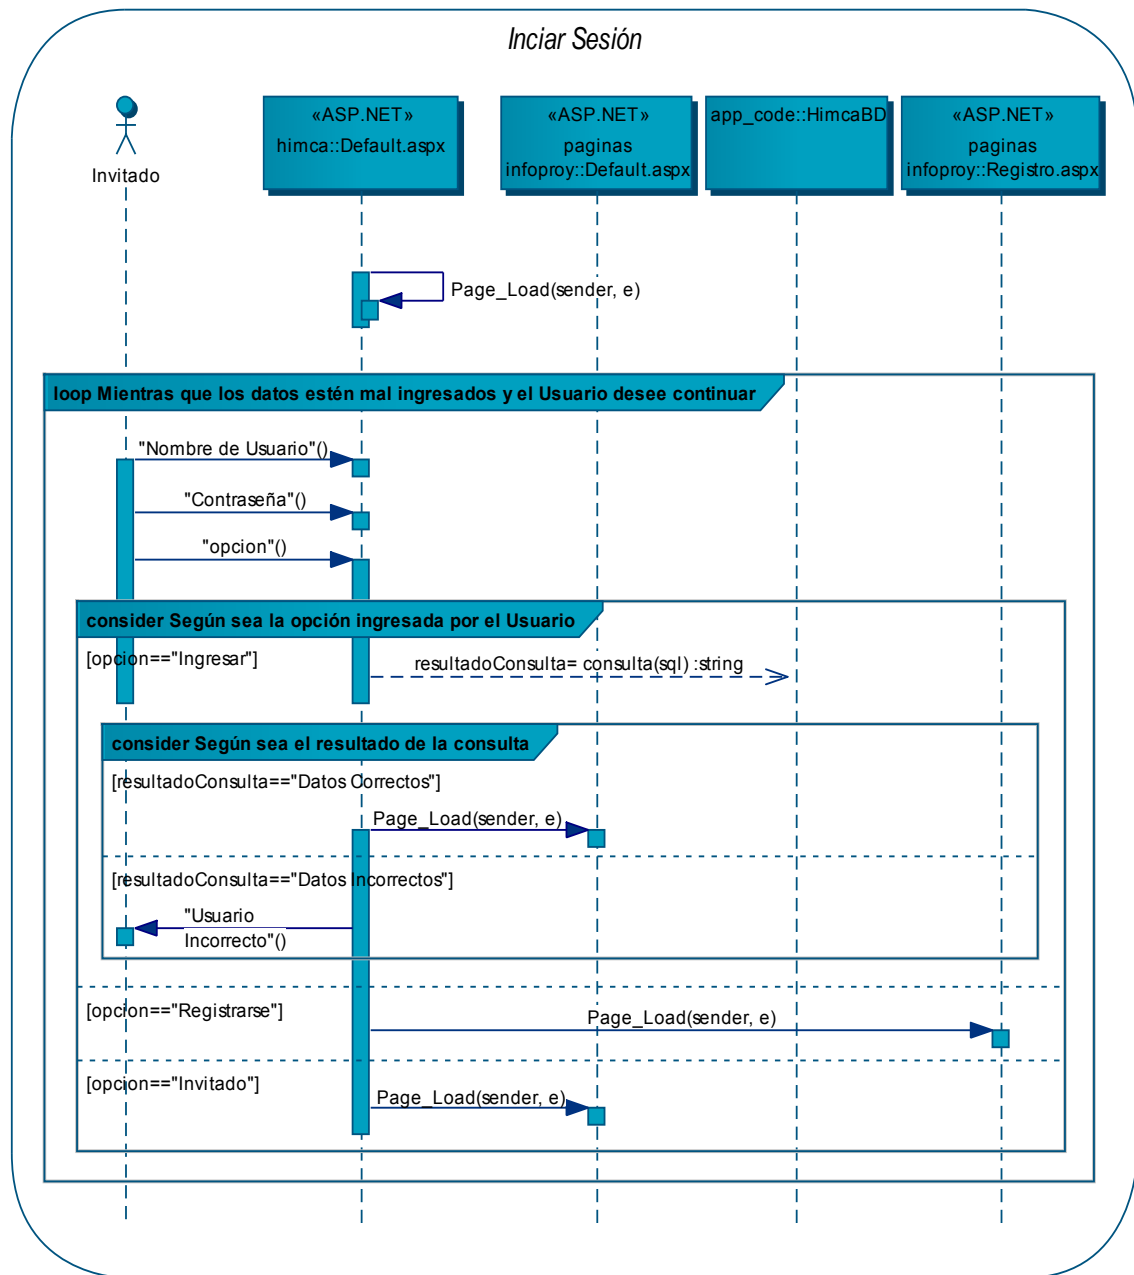 Inciar Sesión
Invitado
«ASP.NET»
himca::Default.aspx
«ASP.NET»
paginas
infoproy::Default.aspx
app_code::HimcaBD
«ASP.NET»
paginas
infoproy::Registro.aspx
Page_Load(sender, e)
loop Mientras que los datos estén mal ingresados y el Usuario desee continuar
"Nombre de Usuario"()
"Contraseña"()
"opcion"()
consider Según sea la opción ingresada por el Usuario
[opcion=="Ingresar"]
resultadoConsulta= consulta(sql) :string
consider Según sea el resultado de la consulta
[resultadoConsulta=="Datos Correctos"]
Page_Load(sender, e)
[resultadoConsulta=="Datos Incorrectos"]
"Usuario
Incorrecto"()
[opcion=="Registrarse"]
Page_Load(sender, e)
[opcion=="Invitado"]
Page_Load(sender, e)